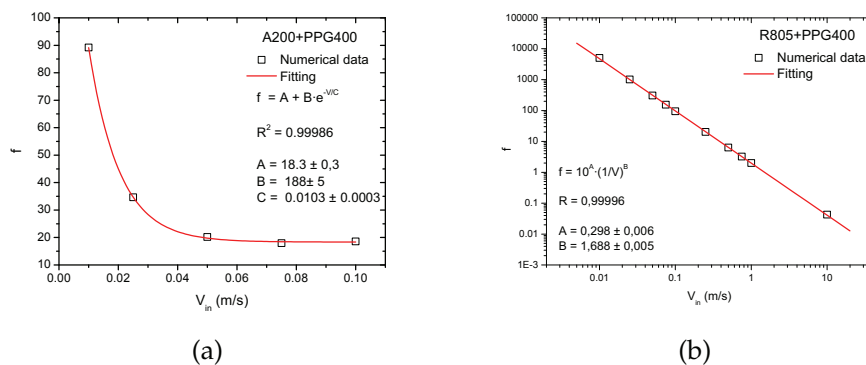 A200+PPG400
Numerical data
Fitting
f = A + B·e^-V/C
R² = 0.99986
A = 18.3 ± 0,3
B = 188± 5
C = 0.0103 ± 0.0003
100
90
80
70
60
50
40
30
20
10
f
0.00 0.02 0.04 0.06 0.08 0.10
V_in (m/s)
(a)
R805+PPG400
Numerical data
Fitting
f = 10^A·(1/V)^B
R = 0,99996
A = 0,298 ± 0,006
B = 1,688 ± 0,005
100000
10000
1000
100
10
1
0.1
0.01
1E-3
f
0.01 0.1 1 10
V_in (m/s)
(b)